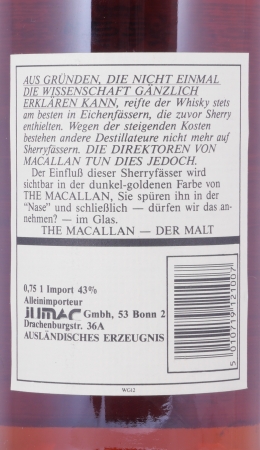 AUS GRÜNDEN, DIE NICHT EINMAL
DIE WISSENSCHAFT GÄNZLICH
ERKLÄREN KANN, reifte der Whisky stets
am besten in Eichenfässern, die zuvor Sherry
enthielten. Wegen der steigenden Kosten
bestehen andere Destillateure nicht mehr auf
Sherryfässern. DIE DIREKTOREN VON
MACALLAN TUN DIES JEDOCH.
Der Einfluß dieser Sherryfässer wird
sichtbar in der dunkel-goldenen Farbe von
THE MACALLAN, Sie spüren ihn in der
"Nase" und schließlich — dürfen wir das an-
nehmen? — im Glas.
THE MACALLAN — DER MALT
0,75 l Import 43%
Alleinimporteur
JUMAC Gmbh, 53 Bonn 2
Drachenburgstr. 36A
AUSLÄNDISCHES ERZEUGNIS
5 010719 121007
WG12